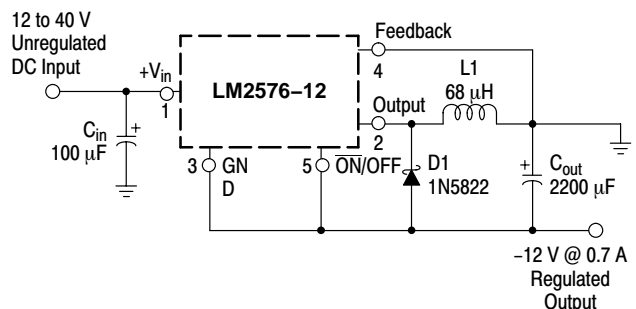 12 to 40 V
Unregulated
DC Input
+Vin
1
Cin
100 μF
+
LM2576–12
Feedback
4
Output
2
L1
68 μH
3
GN
D
5
ON/OFF
D1
1N5822
+
Cout
2200 μF
–12 V @ 0.7 A
Regulated
Output